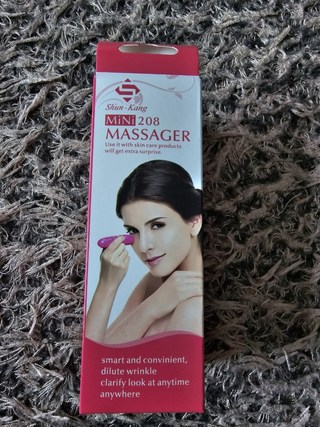 Shun-Kang
MiNi 208
MASSAGER
Use it with skin care products
will get extra surprise.
smart and convinient,
dilute wrinkle
clarify look at anytime
anywhere